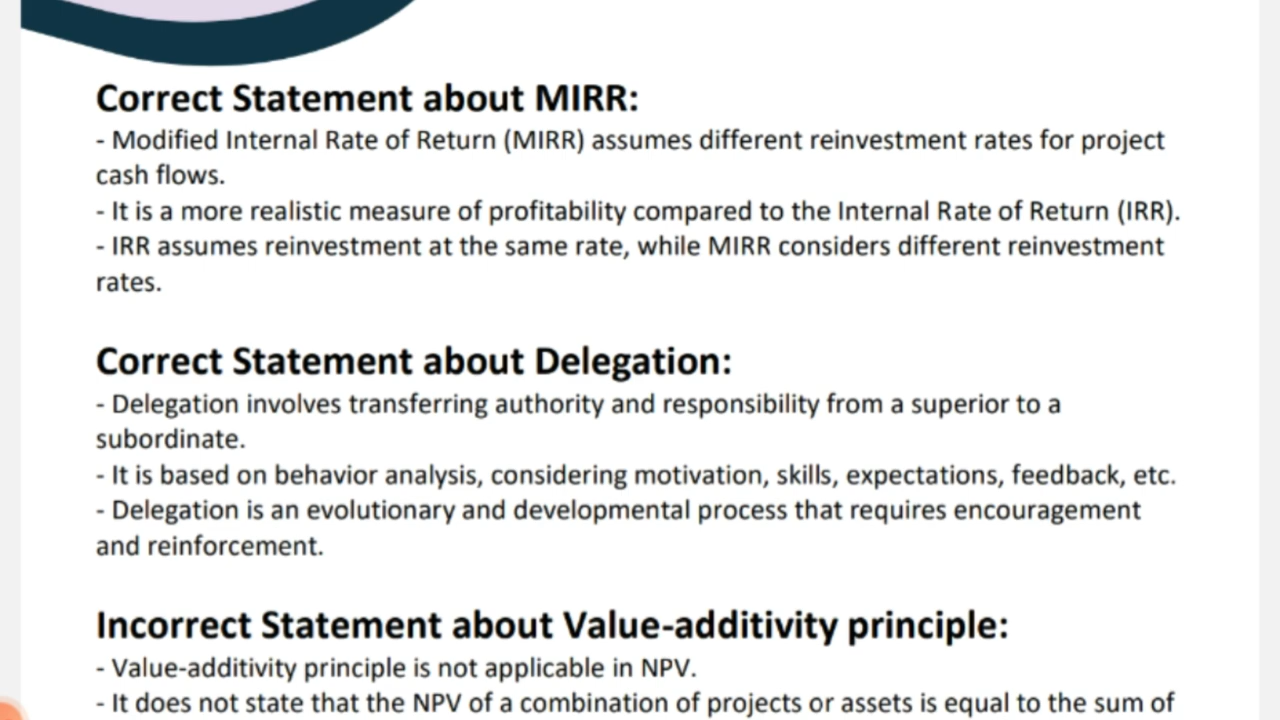 Correct Statement about MIRR:
- Modified Internal Rate of Return (MIRR) assumes different reinvestment rates for project
cash flows.
- It is a more realistic measure of profitability compared to the Internal Rate of Return (IRR).
- IRR assumes reinvestment at the same rate, while MIRR considers different reinvestment
rates.
Correct Statement about Delegation:
- Delegation involves transferring authority and responsibility from a superior to a
subordinate.
- It is based on behavior analysis, considering motivation, skills, expectations, feedback, etc.
- Delegation is an evolutionary and developmental process that requires encouragement
and reinforcement.
Incorrect Statement about Value-additivity principle:
- Value-additivity principle is not applicable in NPV.
- It does not state that the NPV of a combination of projects or assets is equal to the sum of